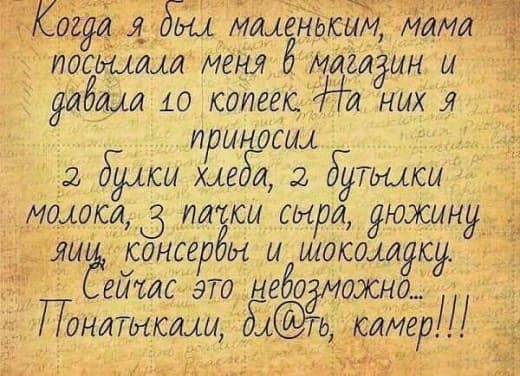 Когда я был маленьким, мама
посылала меня в магазин и
давала 10 копеек. На них я
приносил
2 булки хлеба, 2 бутылки
молока, 3 пачки сыра, дюжину
яиц, консервы и шоколадку.
Сейчас это невозможно...
Понатыкали, бл@ть, камер!!!